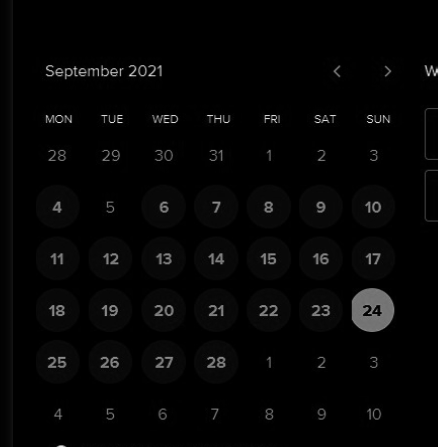 September 2021 < >
W
MON TUE WED THU FRI SAT SUN
28 29 30 31 1 2 3
4 5 6 7 8 9 10
11 12 13 14 15 16 17
18 19 20 21 22 23 24
25 26 27 28 1 2 3
4 5 6 7 8 9 10